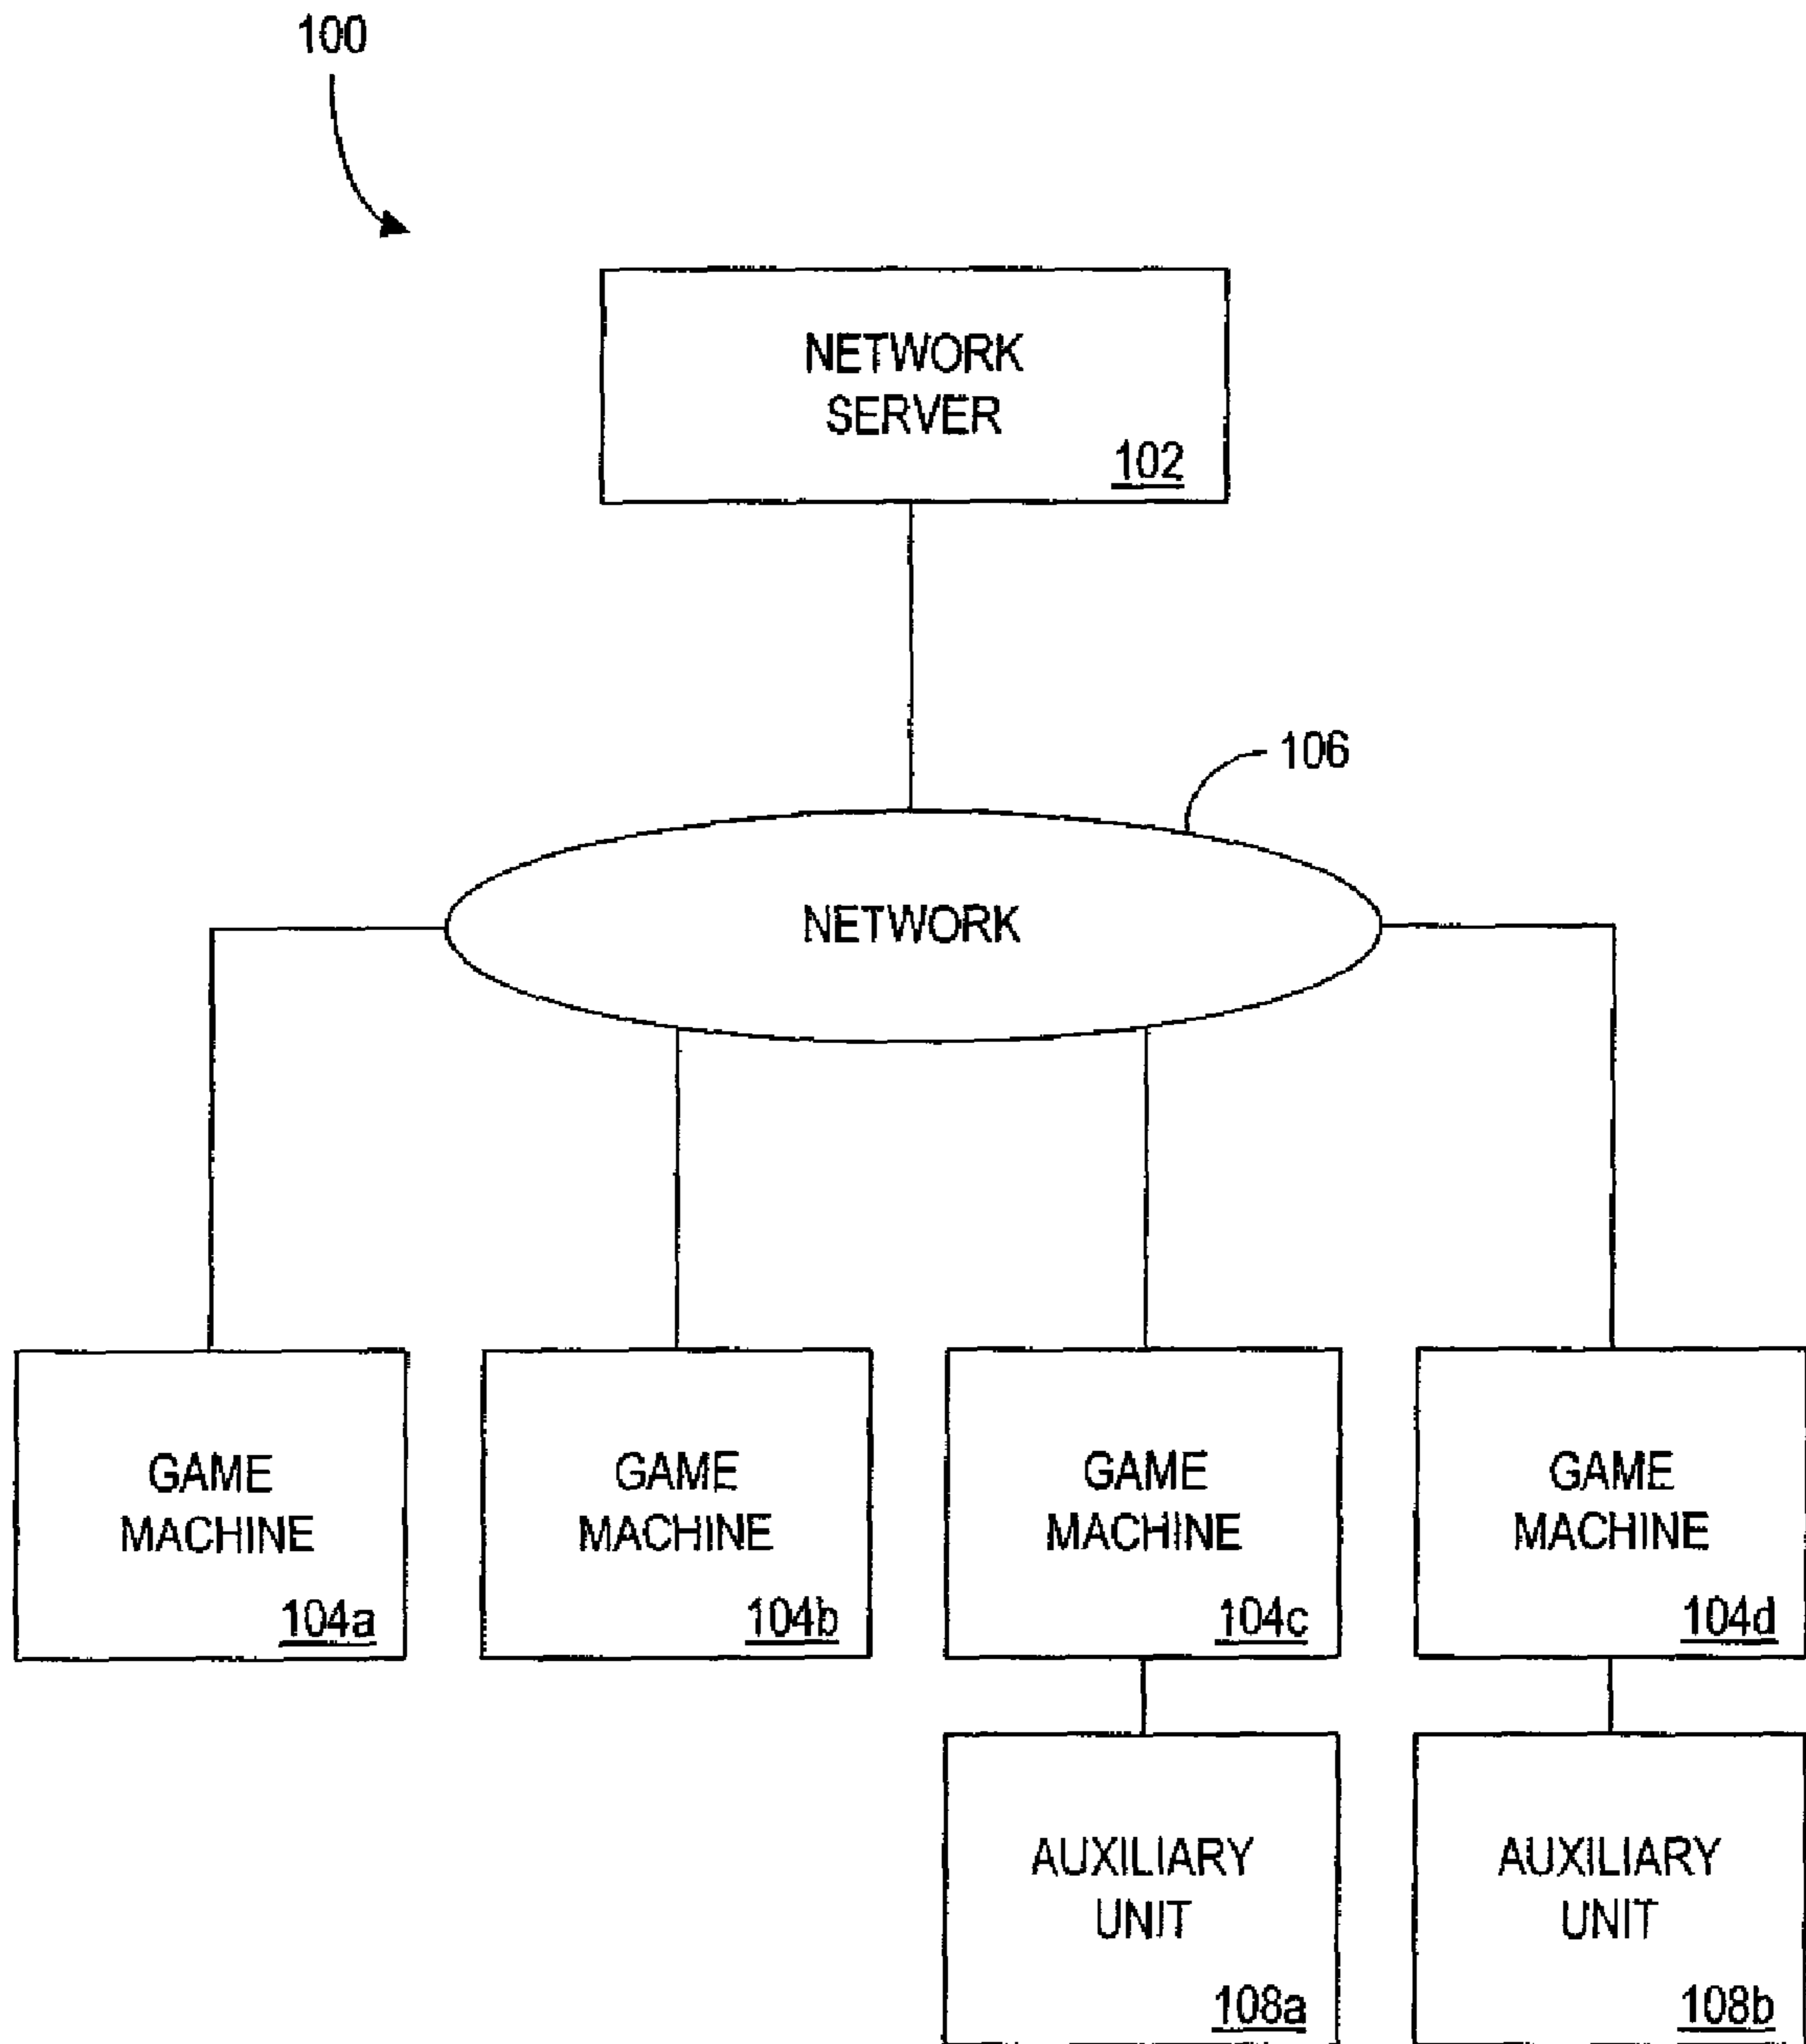 100
NETWORK
SERVER
102
106
NETWORK
GAME
MACHINE
104a
GAME
MACHINE
104b
GAME
MACHINE
104c
GAME
MACHINE
104d
AUXILIARY
UNIT
108a
AUXILIARY
UNIT
108b